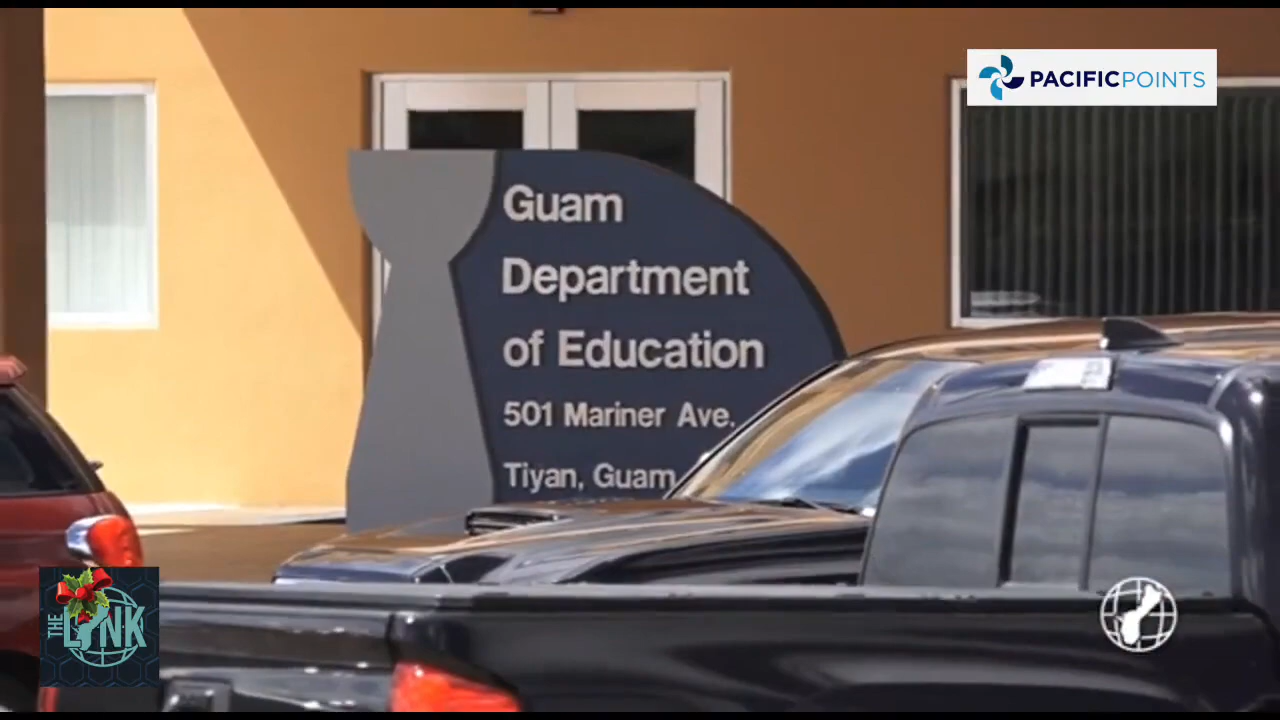 PACIFICPOINTS
Guam
Department
of Education
501 Mariner Ave.
Tiyan, Guam
THE
LINK